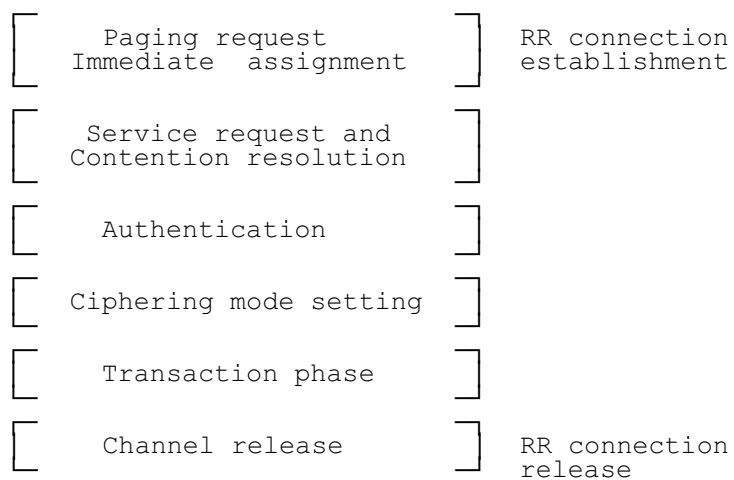 Paging request RR connection
Immediate assignment establishment
Service request and
Contention resolution
Authentication
Ciphering mode setting
Transaction phase
Channel release RR connection
release